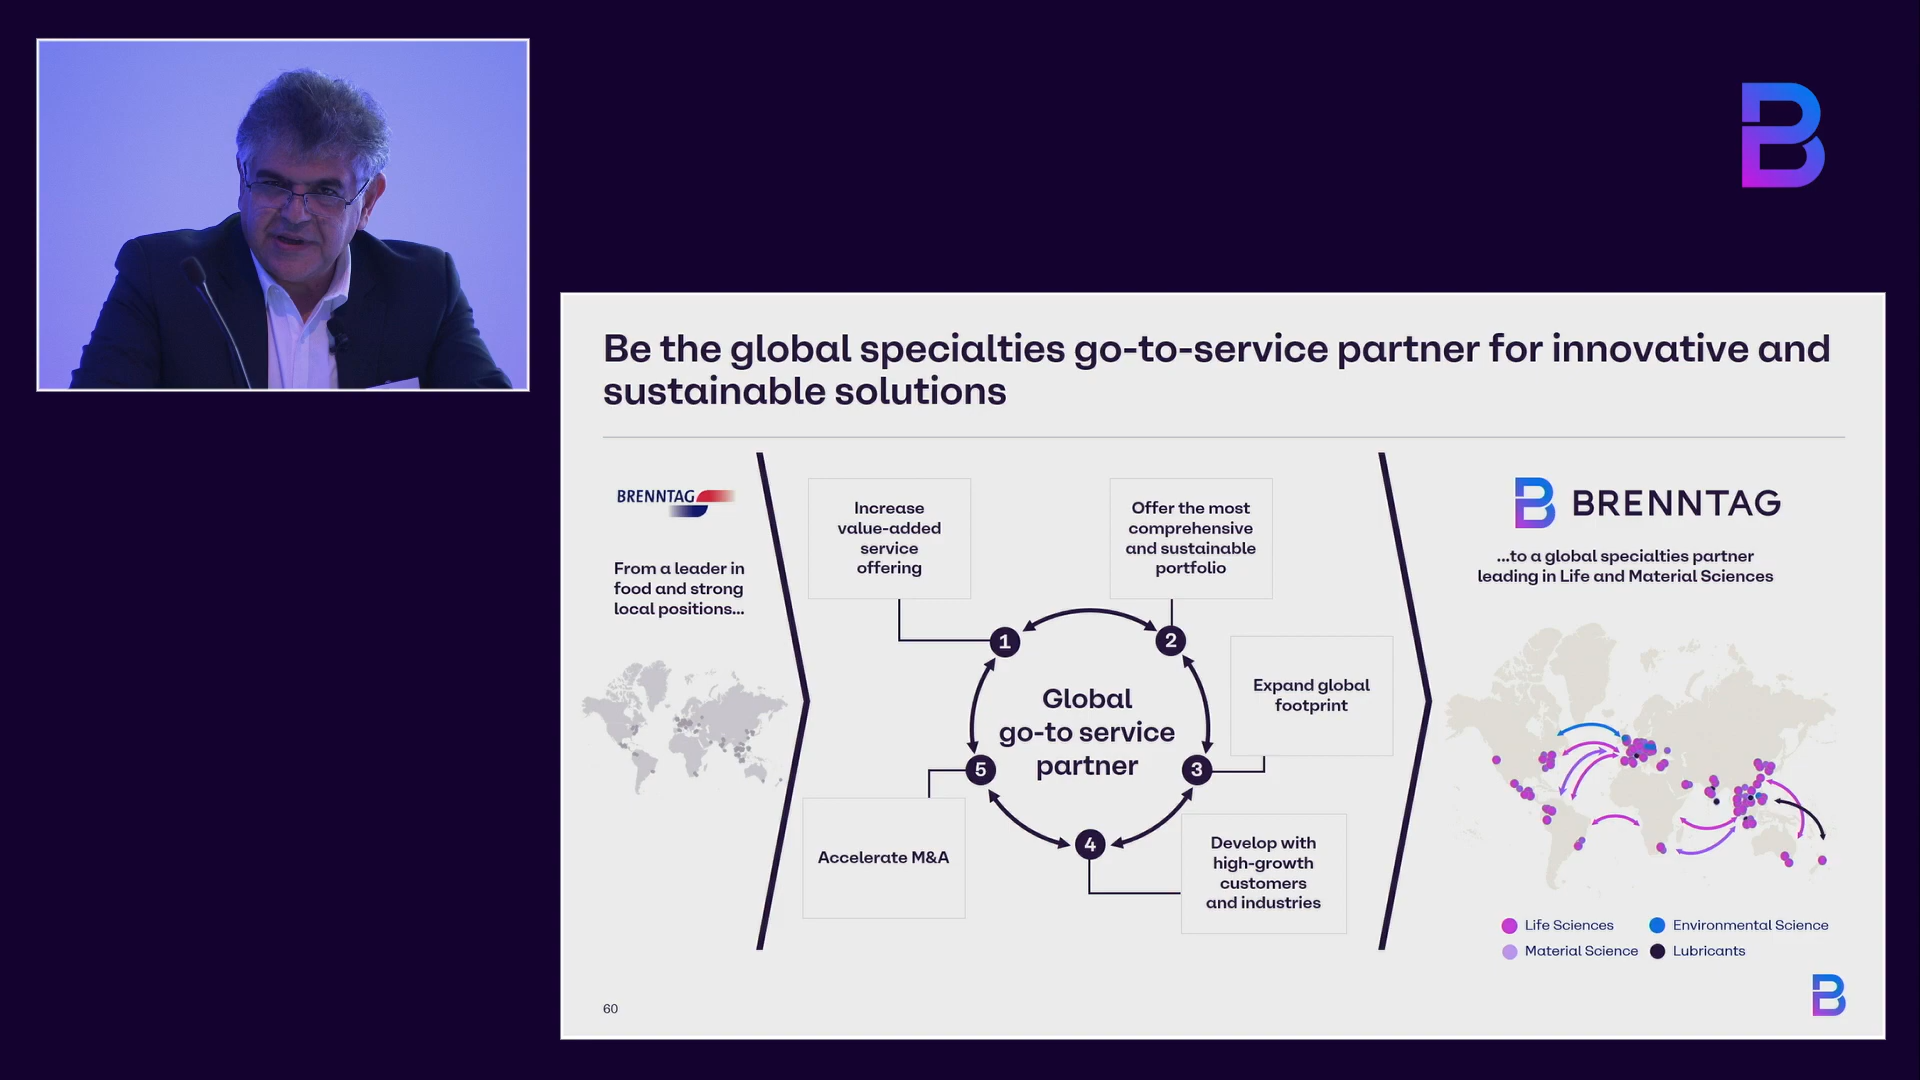 Be the global specialties go-to-service partner for innovative and
sustainable solutions
BRENNTAG
From a leader in
food and strong
local positions...
Increase
value-added
service
offering
Offer the most
comprehensive
and sustainable
portfolio
Expand global
footprint
Develop with
high-growth
customers
and industries
Accelerate M&A
1
2
3
4
5
Global
go-to service
partner
BRENNTAG
...to a global specialties partner
leading in Life and Material Sciences
Life Sciences
Environmental Science
Material Science
Lubricants
60